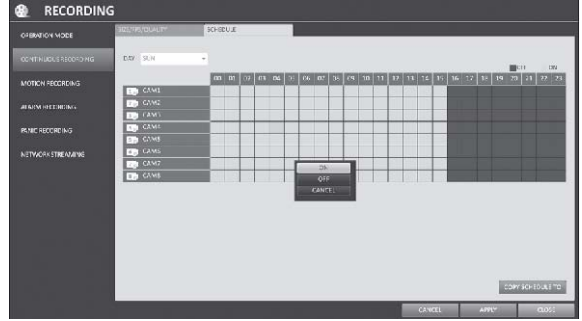 RECORDING
SIZE/FPS/QUALITY
SCHEDULE
OPERATION MODE
CONTINUOUS RECORDING
MOTION RECORDING
ALARM RECORDING
PANIC RECORDING
NETWORK STREAMING
DAY SUN
OFF ON
00 01 02 03 04 05 06 07 08 09 10 11 12 13 14 15 16 17 18 19 20 21 22 23
CAM1
CAM2
CAM3
CAM4
CAM5
CAM6
CAM7
CAM8
ON
OFF
CANCEL
COPY SCHEDULE TO
CANCEL APPLY CLOSE